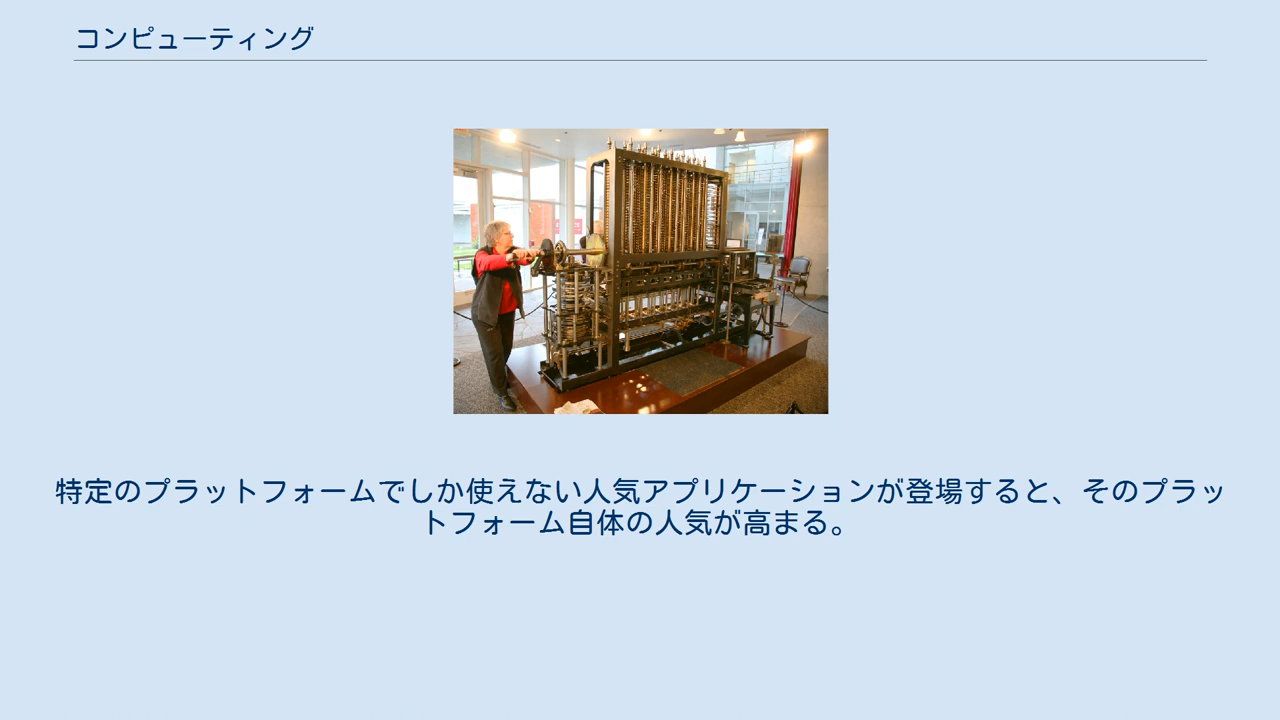 コンピューティング
特定のプラットフォームでしか使えない人気アプリケーションが登場すると、そのプラッ
トフォーム自体の人気が高まる。